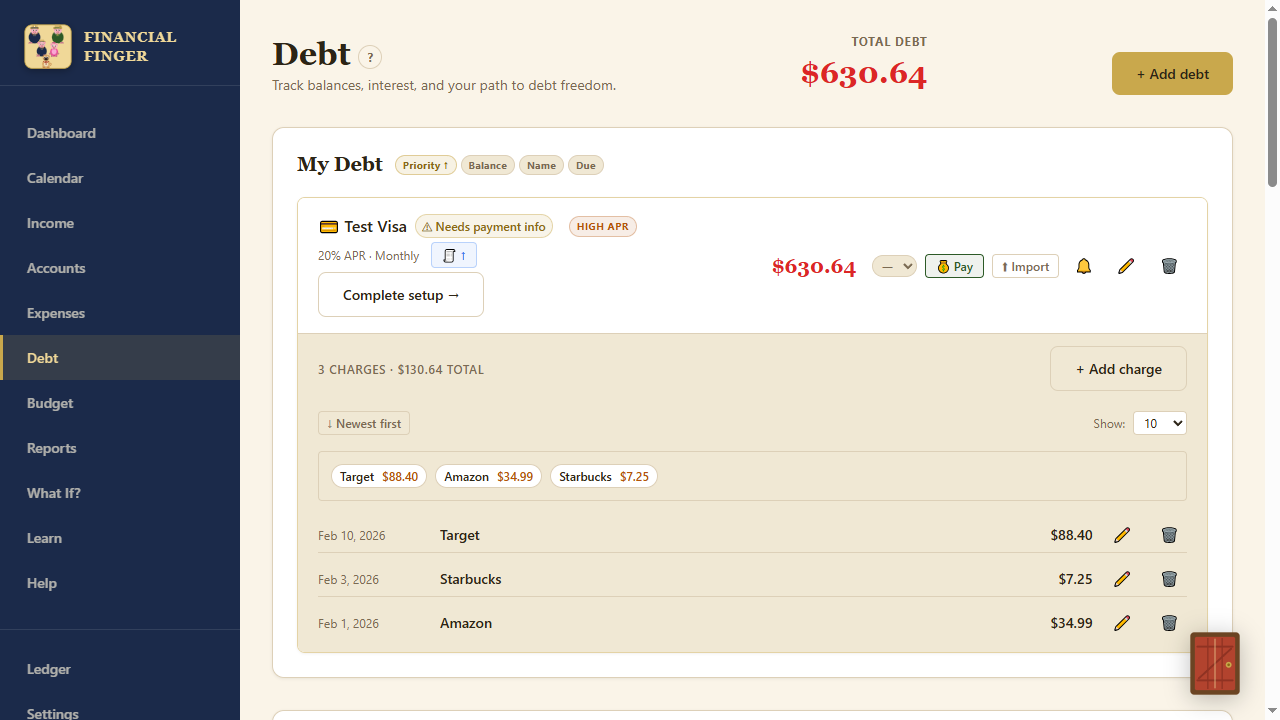 FINANCIAL
FINGER
Dashboard
Calendar
Income
Accounts
Expenses
Debt
Budget
Reports
What If?
Learn
Help
Ledger
Settings
Debt ?
Track balances, interest, and your path to debt freedom.
TOTAL DEBT
$630.64
+ Add debt
My Debt Priority ↑ Balance Name Due
Test Visa ⚠ Needs payment info HIGH APR
20% APR · Monthly ↑
Complete setup →
$630.64 — Pay ⬆ Import
3 CHARGES · $130.64 TOTAL
+ Add charge
↓ Newest first
Show: 10
Target $88.40 Amazon $34.99 Starbucks $7.25
Feb 10, 2026 Target $88.40
Feb 3, 2026 Starbucks $7.25
Feb 1, 2026 Amazon $34.99